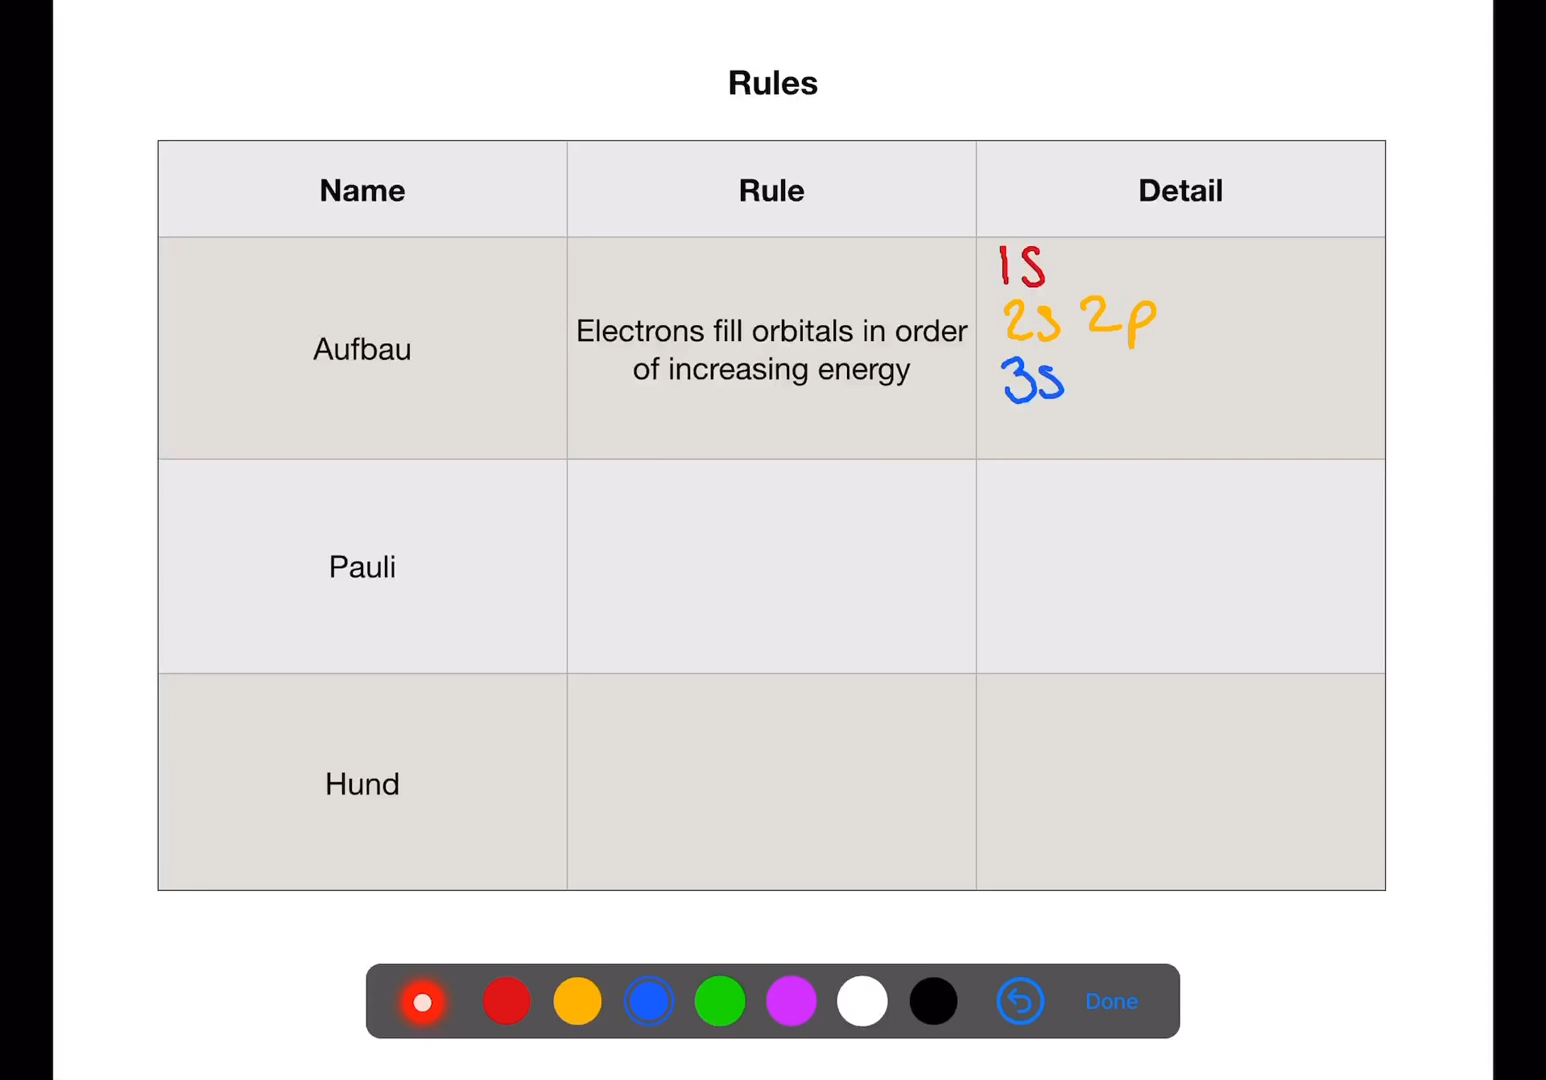 Rules
Name Rule Detail
Aufbau
Electrons fill orbitals in order
of increasing energy
1s
2s 2p
3s
Pauli
Hund
Done